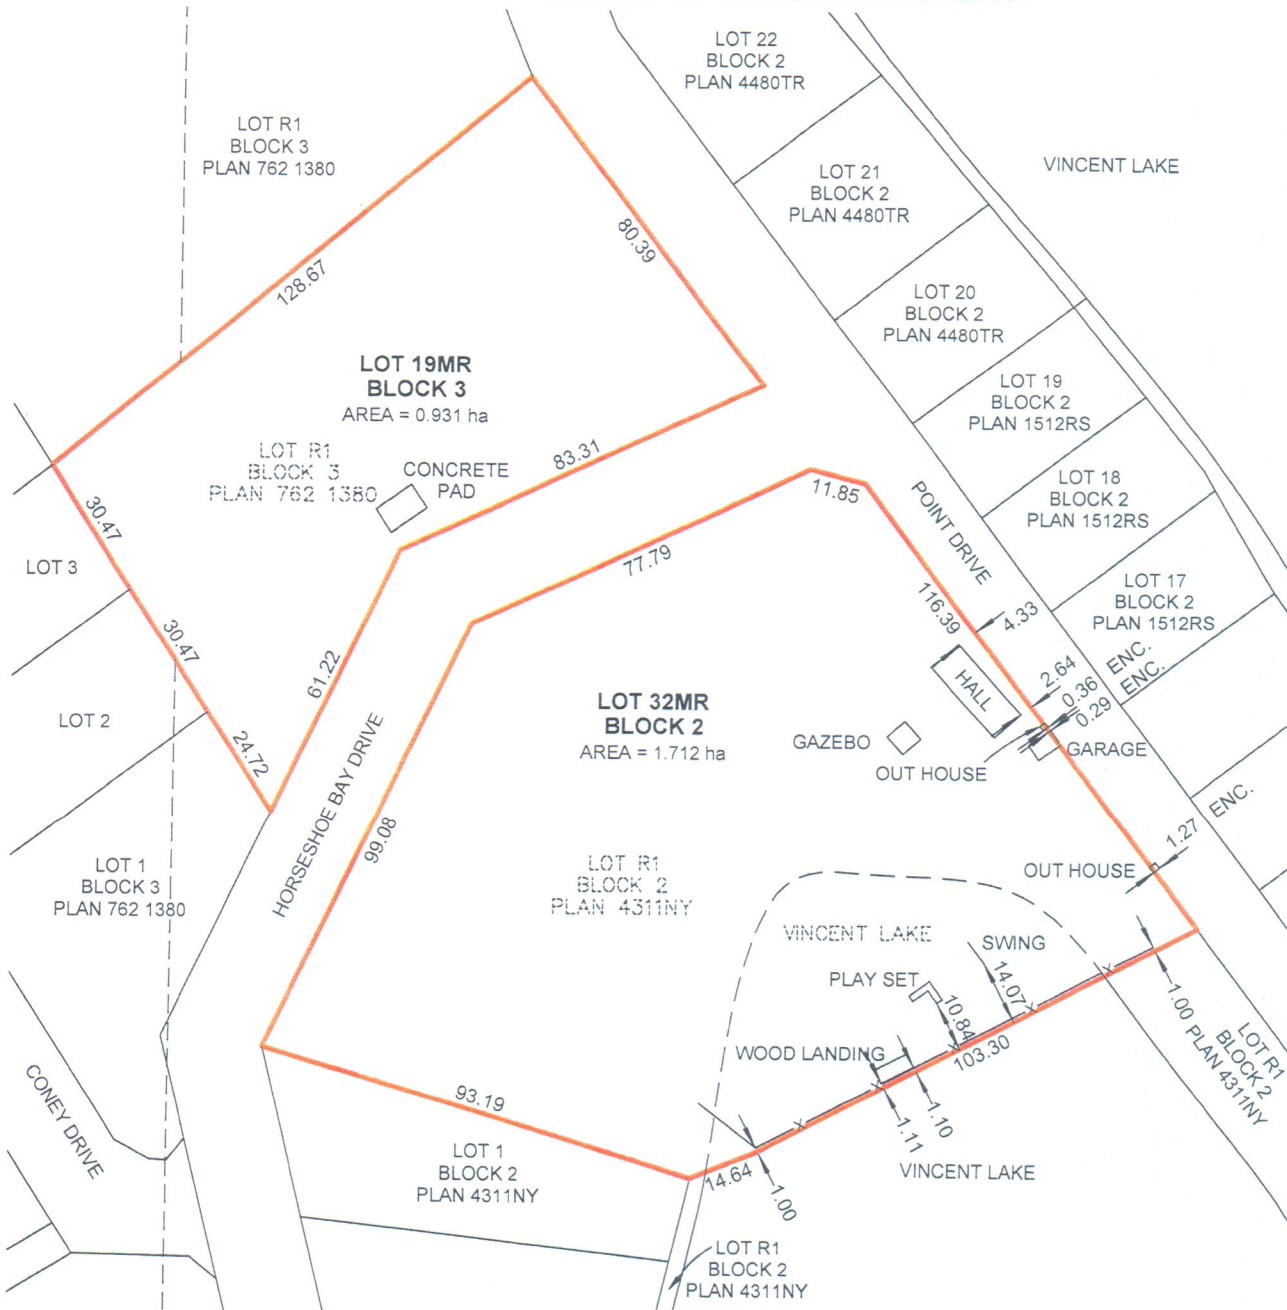 LOT 22
BLOCK 2
PLAN 4480TR
LOT R1
BLOCK 3
PLAN 762 1380
VINCENT LAKE
LOT 21
BLOCK 2
PLAN 4480TR
80.39
128.67
LOT 20
BLOCK 2
PLAN 4480TR
LOT 19MR
BLOCK 3
AREA = 0.931 ha
LOT 19
BLOCK 2
PLAN 1512RS
LOT R1
BLOCK 3
PLAN 762 1380
CONCRETE
PAD
83.31
11.85
POINT DRIVE
LOT 18
BLOCK 2
PLAN 1512RS
30.47
LOT 3
77.79
116.39
4.33
LOT 17
BLOCK 2
PLAN 1512RS
30.47
61.22
LOT 2
24.72
HORSESHOE BAY DRIVE
LOT 32MR
BLOCK 2
AREA = 1.712 ha
HALL
2.64
0.36
0.29
ENC.
ENC.
GAZEBO
OUT HOUSE
GARAGE
99.08
ENC.
1.27
LOT 1
BLOCK 3
PLAN 762 1380
LOT R1
BLOCK 2
PLAN 4311NY
OUT HOUSE
VINCENT LAKE
SWING
PLAY SET
14.07
10.84
WOOD LANDING
103.30
1.00
LOT R1
BLOCK 2
PLAN 4311NY
CONEY DRIVE
93.19
1.10
1.11
LOT 1
BLOCK 2
PLAN 4311NY
14.64
1.00
VINCENT LAKE
LOT R1
BLOCK 2
PLAN 4311NY